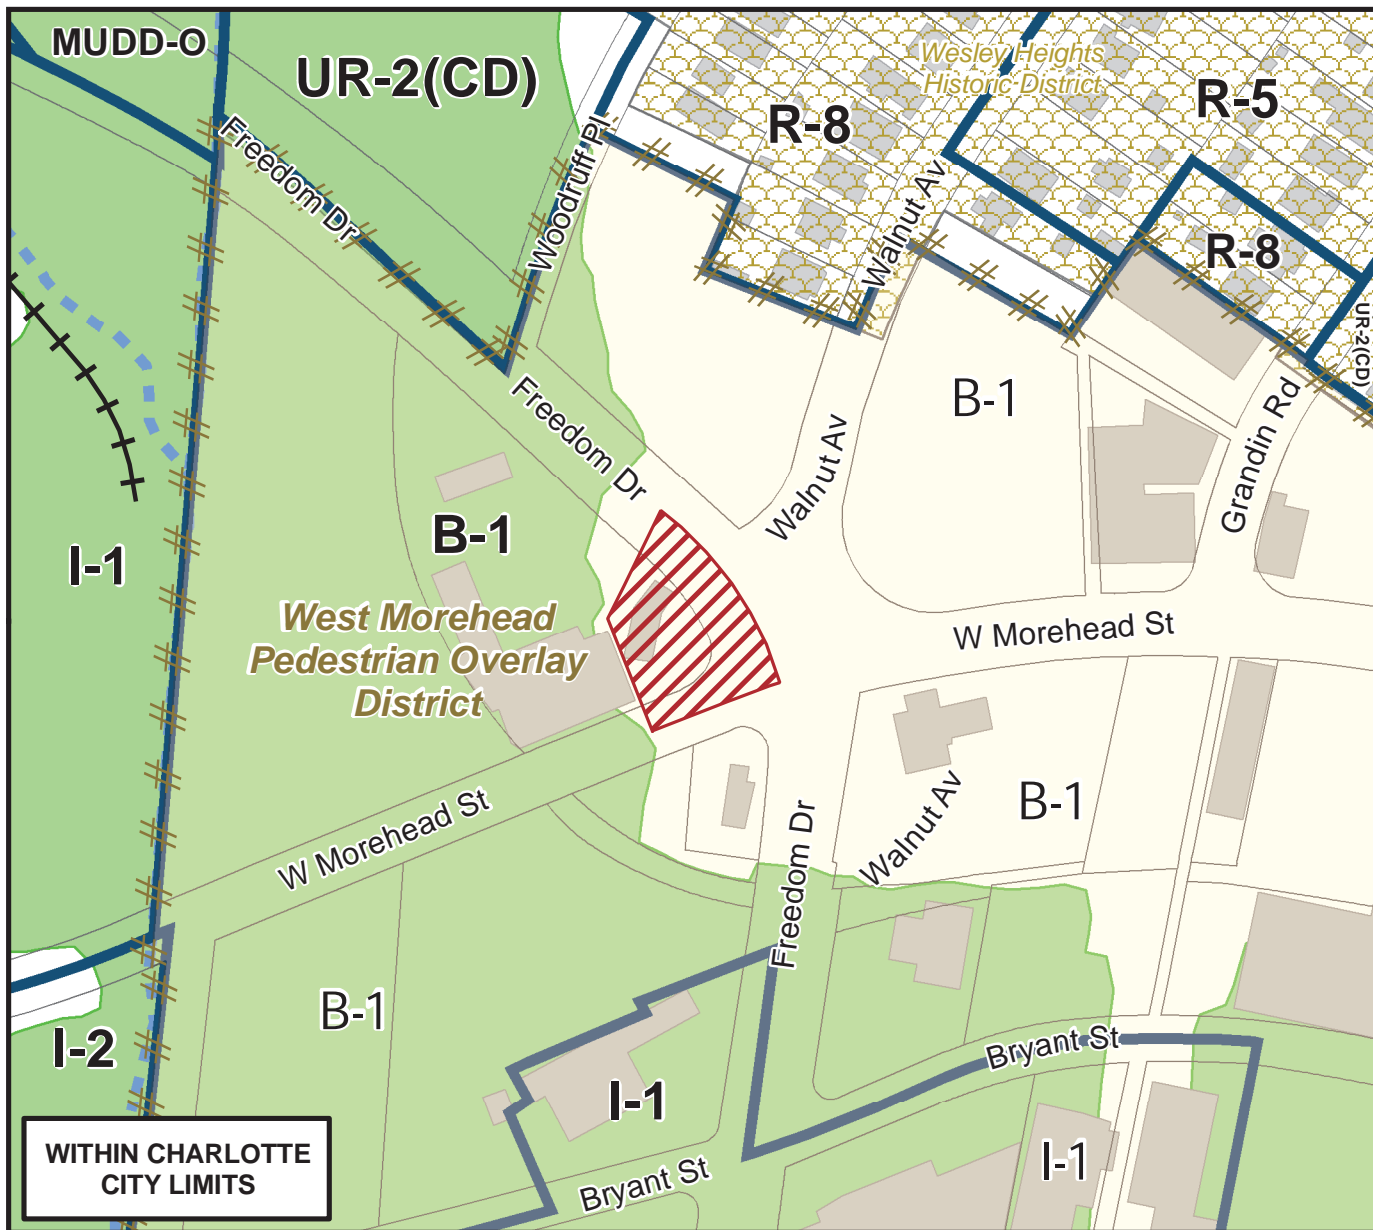 MUDD-O
UR-2(CD)
Wesley Heights
Historic District
R-8
R-5
Freedom Dr
Woodruff Pl
Walnut Av
R-8
UR-2(CD)
Freedom Dr
Walnut Av
B-1
Grandin Rd
B-1
I-1
West Morehead
Pedestrian Overlay
District
W Morehead St
W Morehead St
Freedom Dr
Walnut Av
B-1
B-1
I-2
Bryant St
I-1
I-1
Bryant St
WITHIN CHARLOTTE
CITY LIMITS